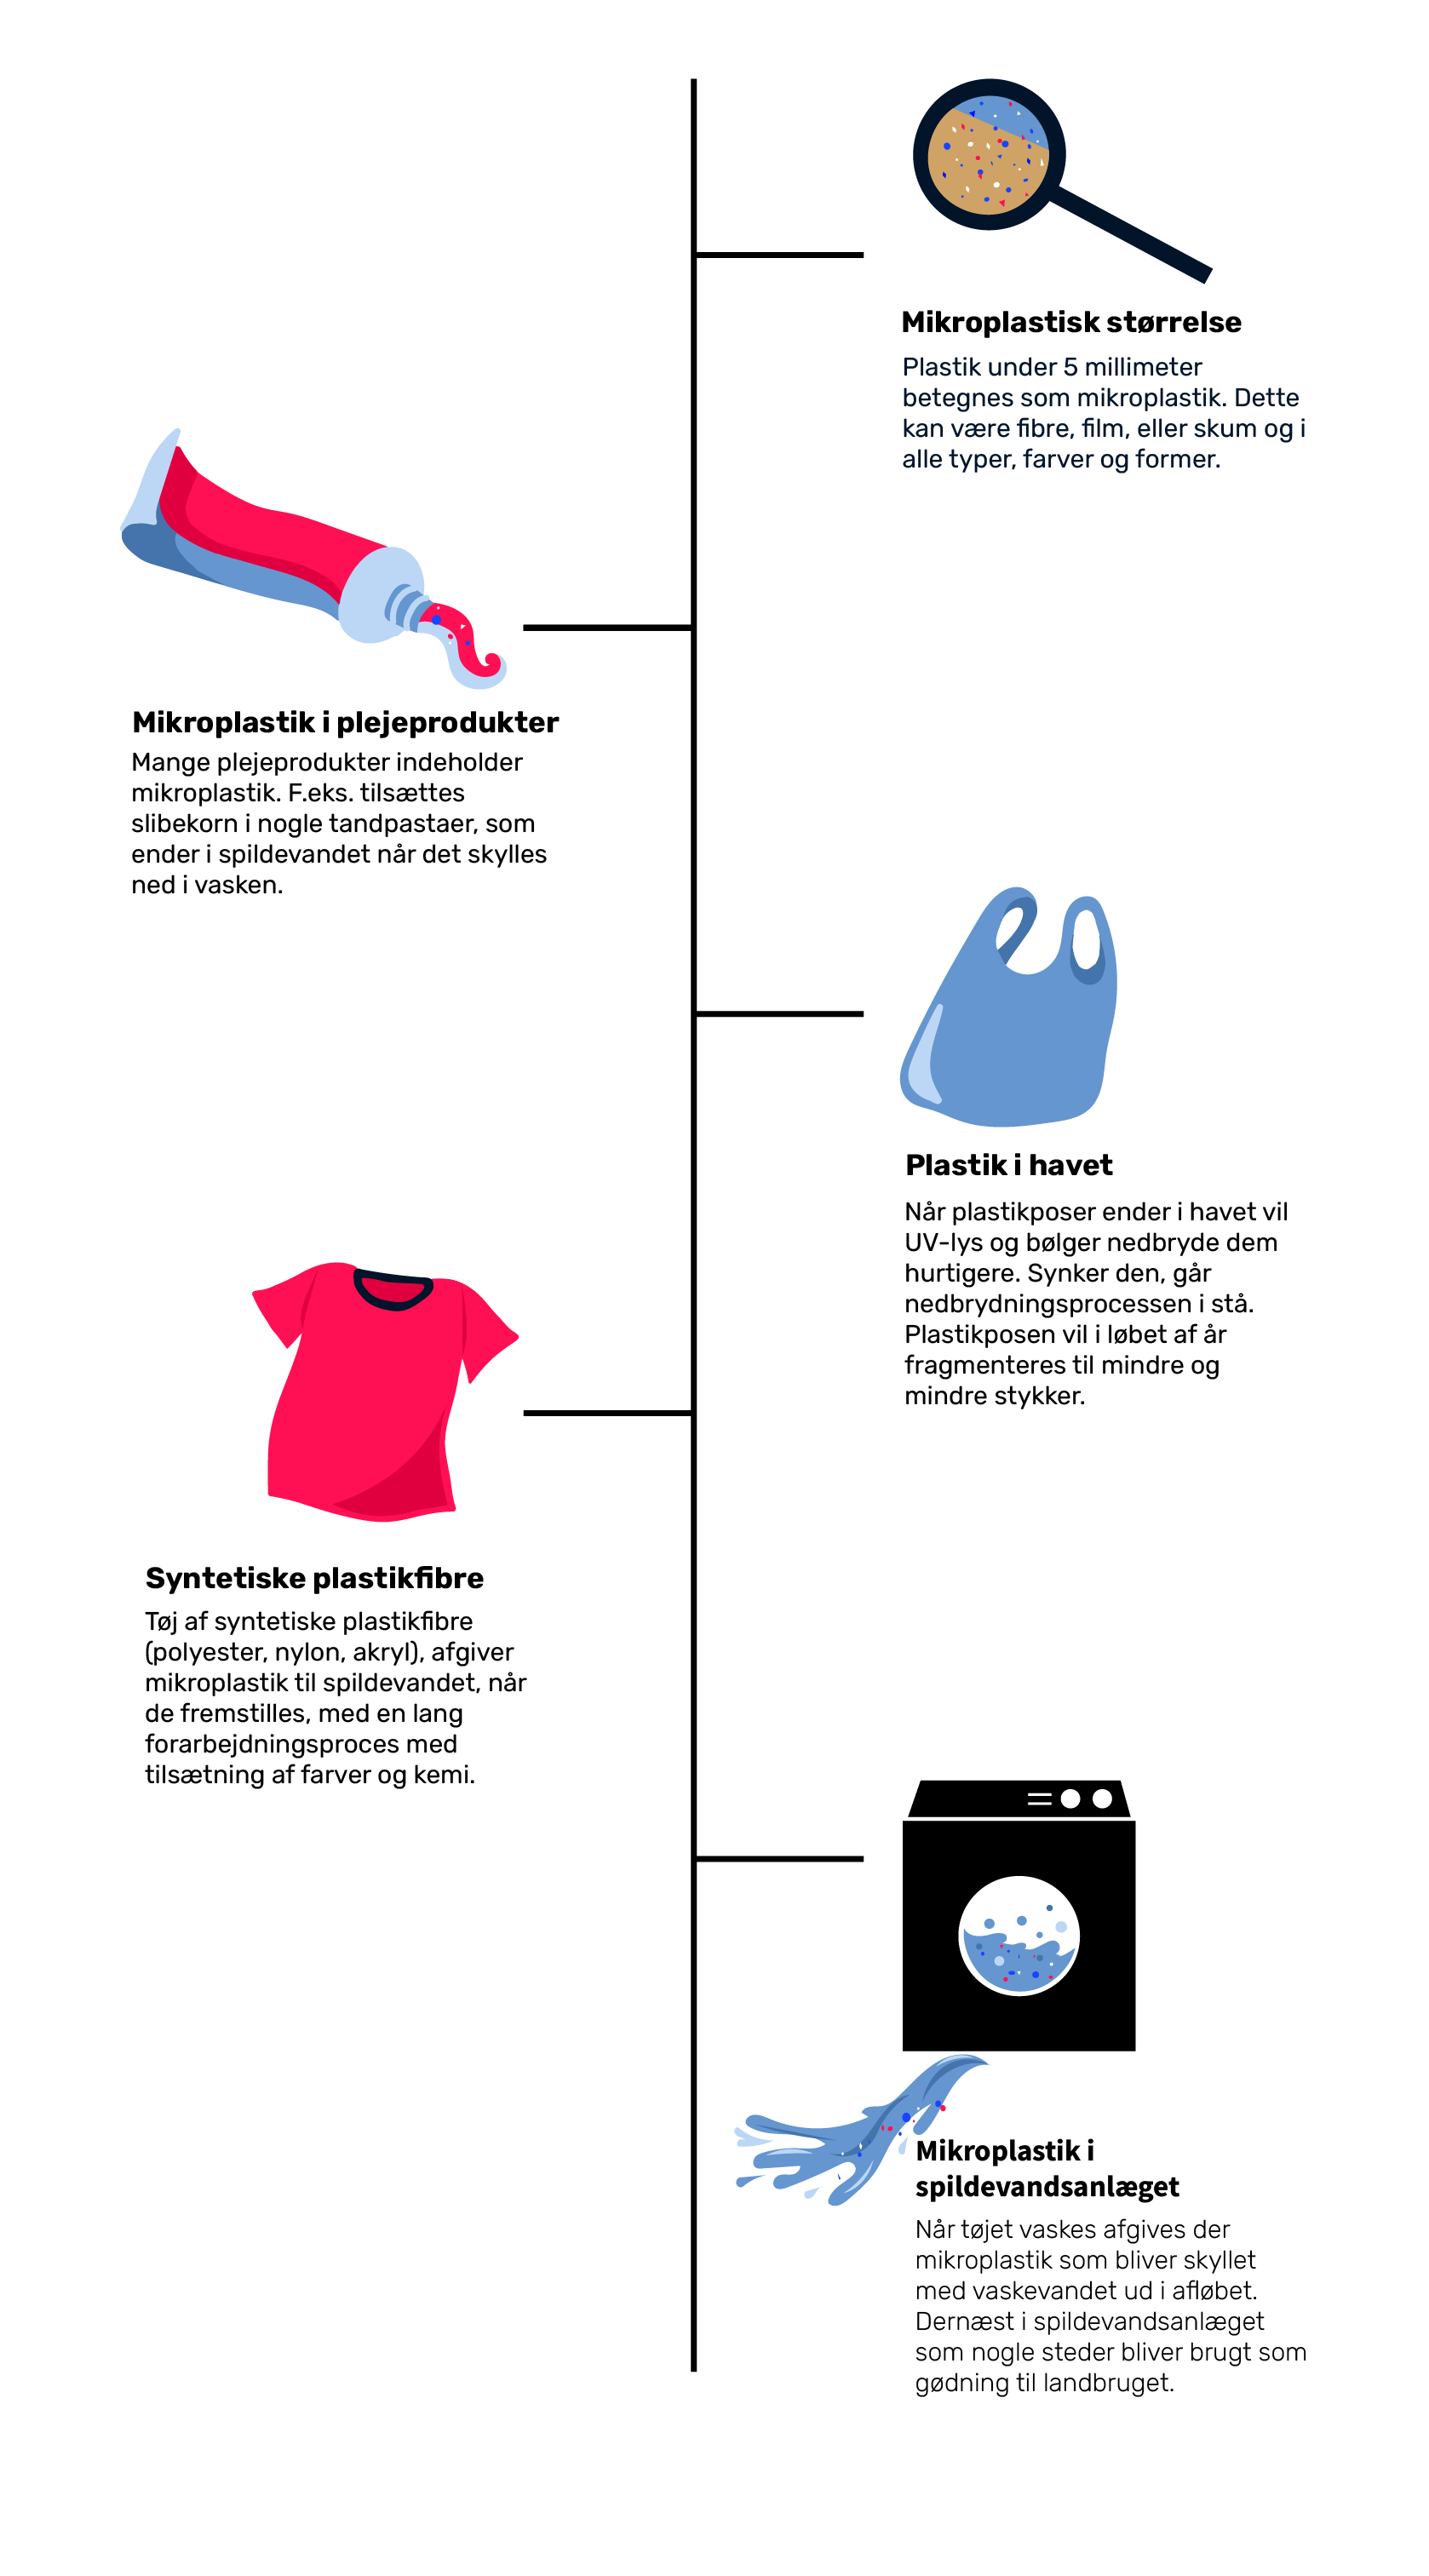 Mikroplastisk størrelse
Plastik under 5 millimeter
betegnes som mikroplastik. Dette
kan være fibre, film, eller skum og i
alle typer, farver og former.
Mikroplastik i plejeprodukter
Mange plejeprodukter indeholder
mikroplastik. F.eks. tilsættes
slibekorn i nogle tandpastaer, som
ender i spildevandet når det skylles
ned i vasken.
Plastik i havet
Når plastikposer ender i havet vil
UV-lys og bølger nedbryde dem
hurtigere. Synker den, går
nedbrydningsprocessen i stå.
Plastikposen vil i løbet af år
fragmenteres til mindre og
mindre stykker.
Syntetiske plastikfibre
Tøj af syntetiske plastikfibre
(polyester, nylon, akryl), afgiver
mikroplastik til spildevandet, når
de fremstilles, med en lang
forarbejdningsproces med
tilsætning af farver og kemi.
Mikroplastik i
spildevandsanlæget
Når tøjet vaskes afgives der
mikroplastik som bliver skyllet
med vaskevandet ud i afløbet.
Dernæst i spildevandsanlæget
som nogle steder bliver brugt som
gødning til landbruget.